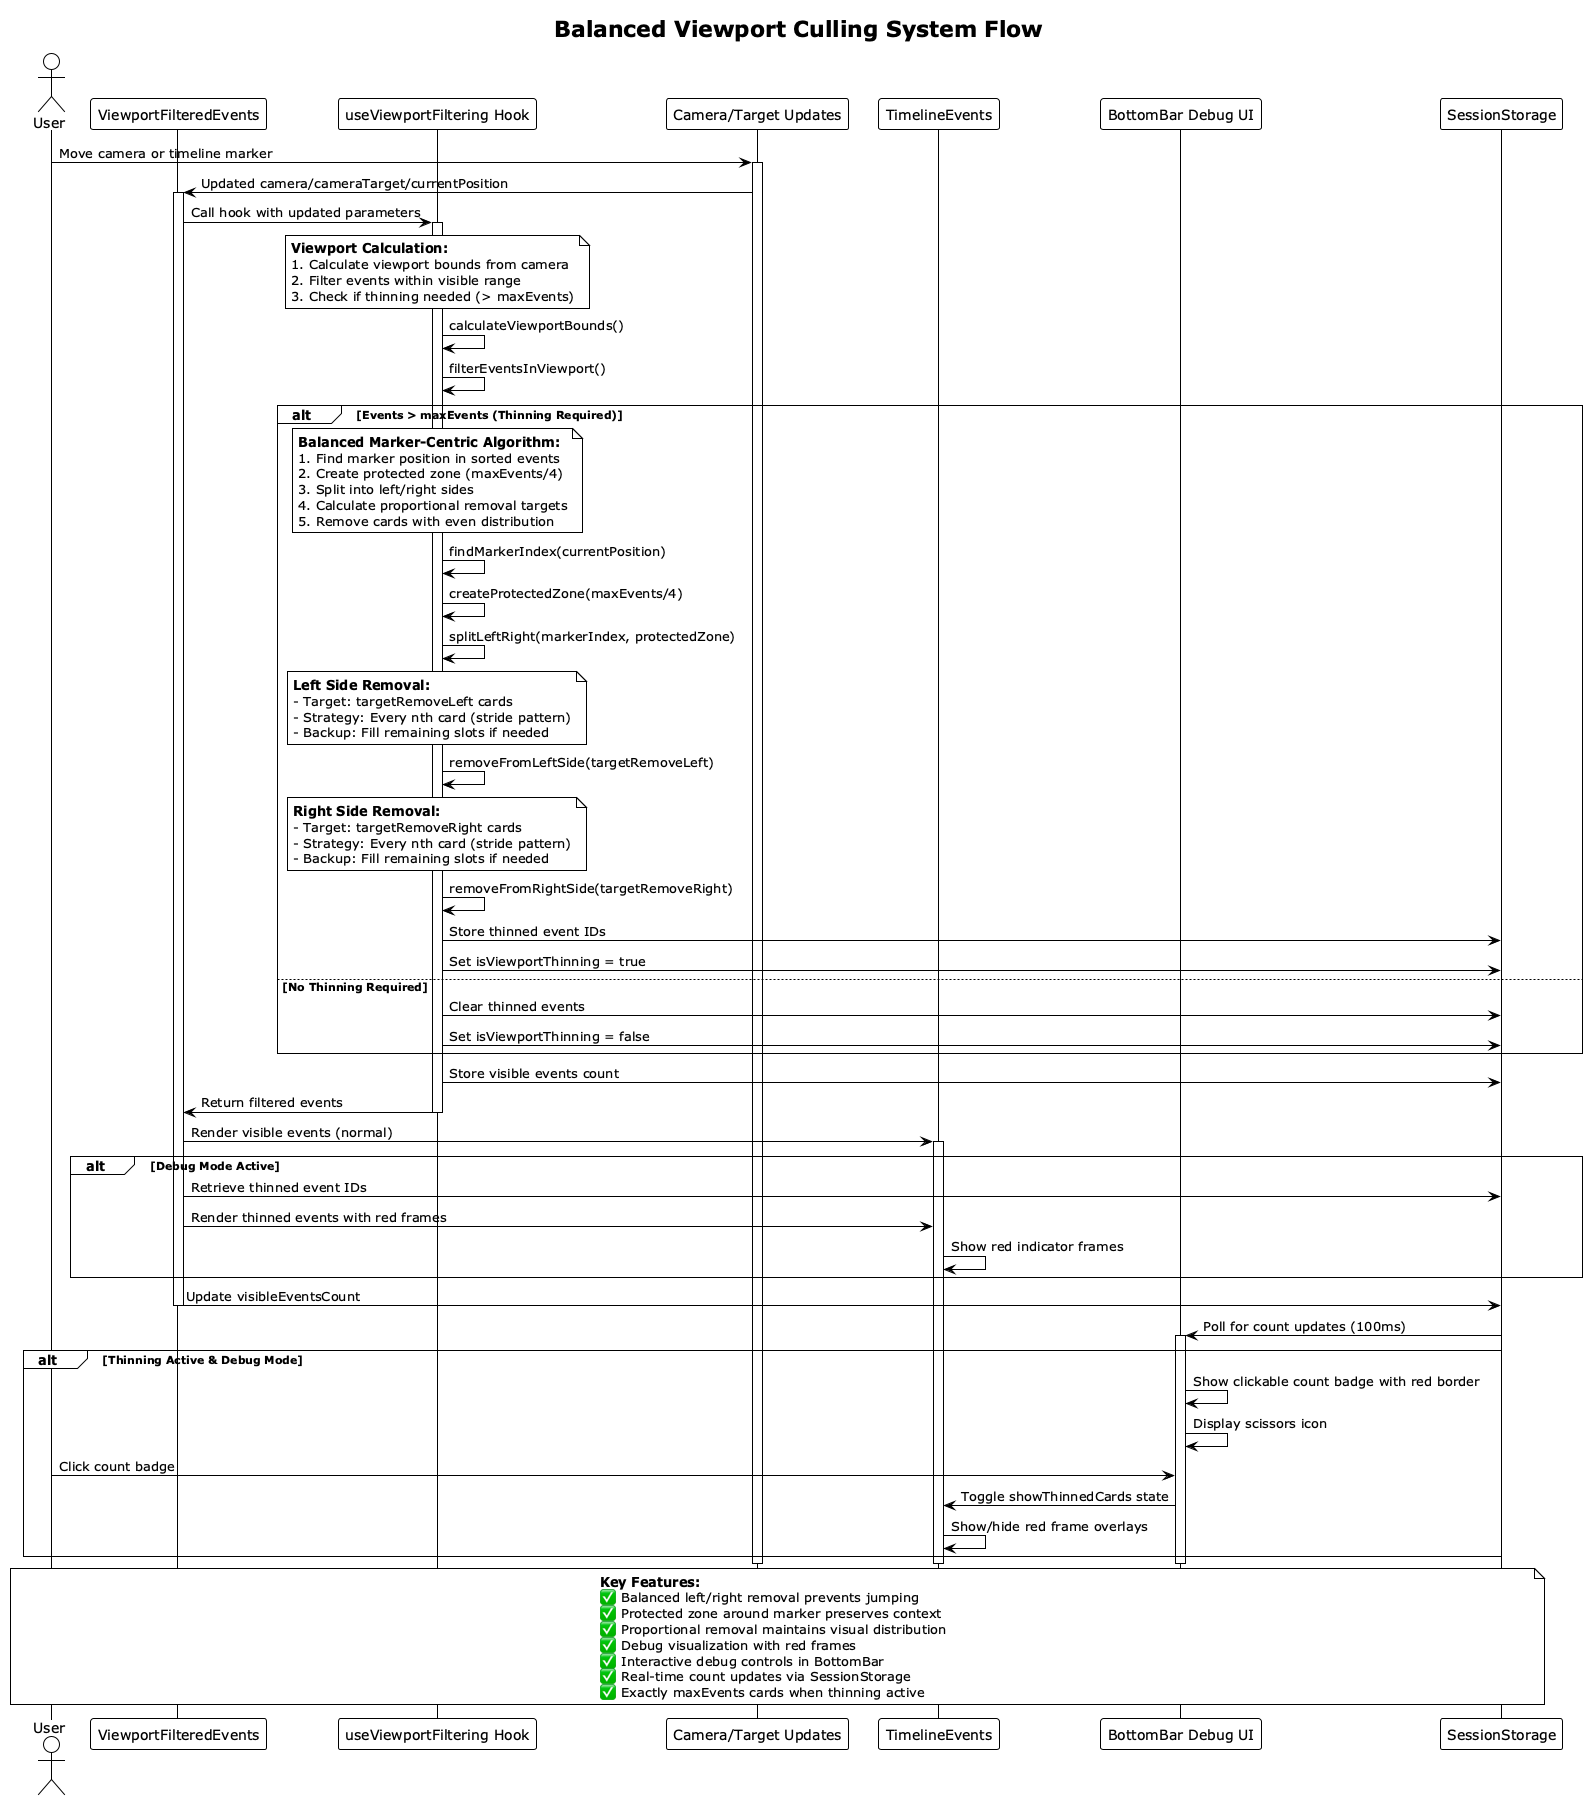 Balanced Viewport Culling System Flow
User
ViewportFilteredEvents
useViewportFiltering Hook
Camera/Target Updates
TimelineEvents
BottomBar Debug UI
SessionStorage
Move camera or timeline marker
Updated camera/cameraTarget/currentPosition
Call hook with updated parameters
Viewport Calculation:
1. Calculate viewport bounds from camera
2. Filter events within visible range
3. Check if thinning needed (> maxEvents)
calculateViewportBounds()
filterEventsInViewport()
alt [Events > maxEvents (Thinning Required)]
Balanced Marker-Centric Algorithm:
1. Find marker position in sorted events
2. Create protected zone (maxEvents/4)
3. Split into left/right sides
4. Calculate proportional removal targets
5. Remove cards with even distribution
findMarkerIndex(currentPosition)
createProtectedZone(maxEvents/4)
splitLeftRight(markerIndex, protectedZone)
Left Side Removal:
- Target: targetRemoveLeft cards
- Strategy: Every nth card (stride pattern)
- Backup: Fill remaining slots if needed
removeFromLeftSide(targetRemoveLeft)
Right Side Removal:
- Target: targetRemoveRight cards
- Strategy: Every nth card (stride pattern)
- Backup: Fill remaining slots if needed
removeFromRightSide(targetRemoveRight)
Store thinned event IDs
Set isViewportThinning = true
[No Thinning Required]
Clear thinned events
Set isViewportThinning = false
Store visible events count
Return filtered events
Render visible events (normal)
alt [Debug Mode Active]
Retrieve thinned event IDs
Render thinned events with red frames
Show red indicator frames
Update visibleEventsCount
Poll for count updates (100ms)
alt [Thinning Active & Debug Mode]
Show clickable count badge with red border
Display scissors icon
Click count badge
Toggle showThinnedCards state
Show/hide red frame overlays
Key Features:
✅ Balanced left/right removal prevents jumping
✅ Protected zone around marker preserves context
✅ Proportional removal maintains visual distribution
✅ Debug visualization with red frames
✅ Interactive debug controls in BottomBar
✅ Real-time count updates via SessionStorage
✅ Exactly maxEvents cards when thinning active
User
ViewportFilteredEvents
useViewportFiltering Hook
Camera/Target Updates
TimelineEvents
BottomBar Debug UI
SessionStorage